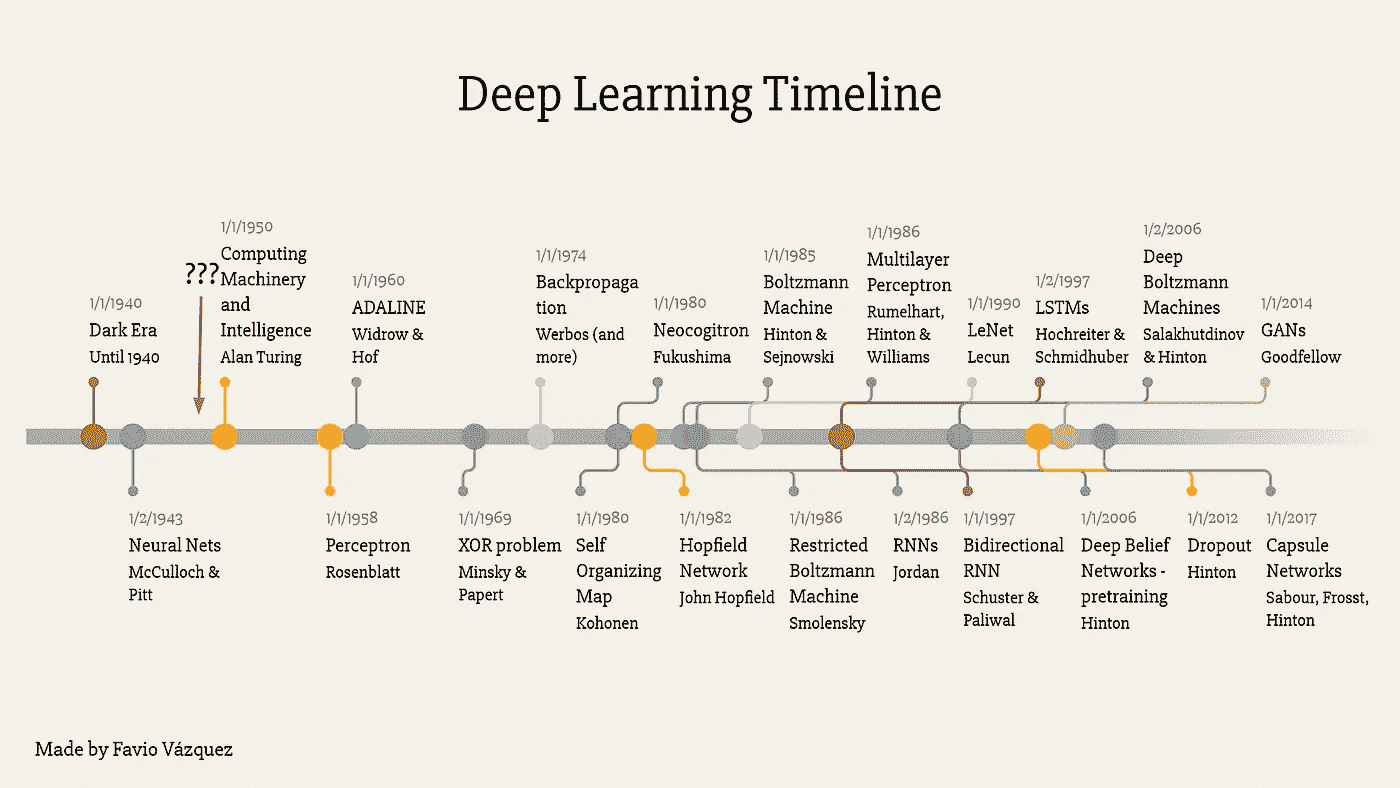 Deep Learning Timeline
1/1/1940
Dark Era
Until 1940
???
1/1/1950
Computing
Machinery
and
Intelligence
Alan Turing
1/1/1960
ADALINE
Widrow &
Hof
1/1/1974
Backpropaga
tion
Werbos (and
more)
1/1/1980
Neocogitron
Fukushima
1/1/1985
Boltzmann
Machine
Hinton &
Sejnowski
1/1/1986
Multilayer
Perceptron
Rumelhart,
Hinton &
Williams
1/1/1990
LeNet
Lecun
1/2/1997
LSTMs
Hochreiter &
Schmidhuber
1/2/2006
Deep
Boltzmann
Machines
Salakhutdinov
& Hinton
1/1/2014
GANs
Goodfellow
1/2/1943
Neural Nets
McCulloch &
Pitt
1/1/1958
Perceptron
Rosenblatt
1/1/1969
XOR problem
Minsky &
Papert
1/1/1980
Self
Organizing
Map
Kohonen
1/1/1982
Hopfield
Network
John Hopfield
1/1/1986
Restricted
Boltzmann
Machine
Smolensky
1/2/1986
RNNs
Jordan
1/1/1997
Bidirectional
RNN
Schuster &
Paliwal
1/1/2006
Deep Belief
Networks -
pretraining
Hinton
1/1/2012
Dropout
Hinton
1/1/2017
Capsule
Networks
Sabour, Frosst,
Hinton
Made by Favio Vázquez